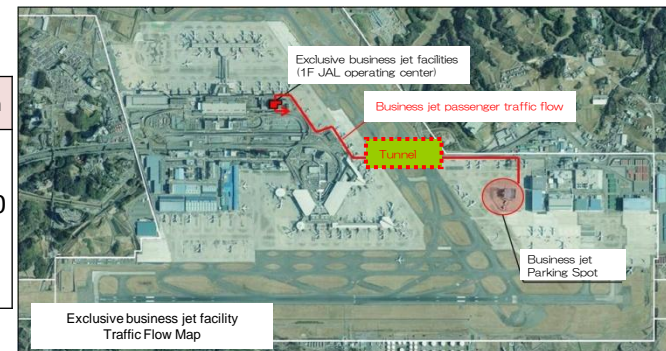 Exclusive business jet facilities
(1F JAL operating center)
Business jet passenger traffic flow
Tunnel
Business jet
Parking Spot
Exclusive business jet facility
Traffic Flow Map